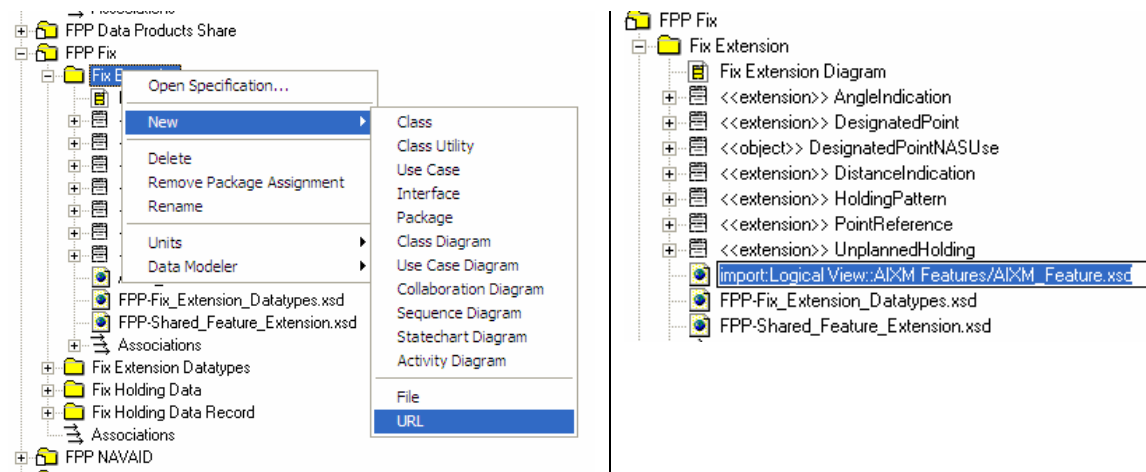 Associations
FPP Data Products Share
FPP Fix
Fix E
Open Specification...
New
Delete
Remove Package Assignment
Rename
Units
Data Modeler
Class
Class Utility
Use Case
Interface
Package
Class Diagram
Use Case Diagram
Collaboration Diagram
Sequence Diagram
Statechart Diagram
Activity Diagram
File
URL
FPP-Fix_Extension_Datatypes.xsd
FPP-Shared_Feature_Extension.xsd
Associations
Fix Extension Datatypes
Fix Holding Data
Fix Holding Data Record
Associations
FPP NAVAID
FPP Fix
Fix Extension
Fix Extension Diagram
<<extension>> AngleIndication
<<extension>> DesignatedPoint
<<object>> DesignatedPointNASUse
<<extension>> DistanceIndication
<<extension>> HoldingPattern
<<extension>> PointReference
<<extension>> UnplannedHolding
import:Logical View::AIXM Features/AIXM_Feature.xsd
FPP-Fix_Extension_Datatypes.xsd
FPP-Shared_Feature_Extension.xsd